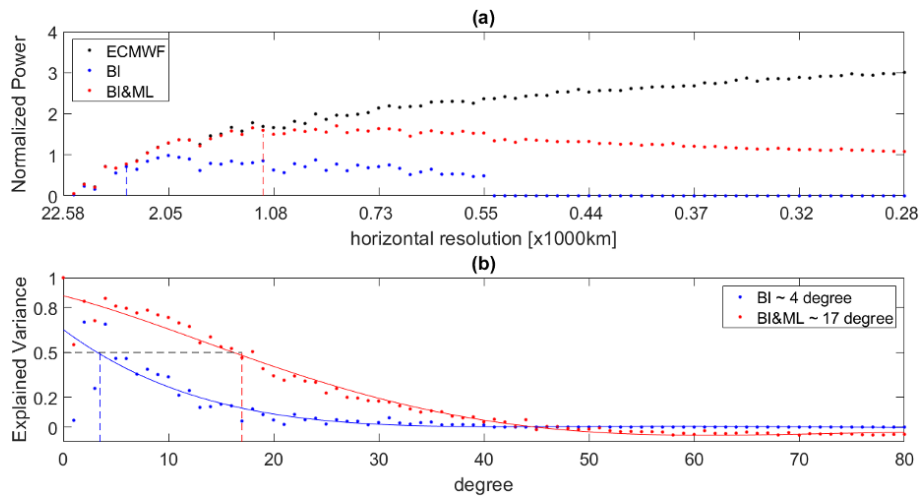 (a)
Normalized Power
4
3
2
1
0
ECMWF
BI
BI&ML
22.58 2.05 1.08 0.73 0.55 0.44 0.37 0.32 0.28
horizontal resolution [x1000km]
(b)
Explained Variance
1
0.8
0.5
0.2
0
BI ~ 4 degree
BI&ML ~ 17 degree
0 10 20 30 40 50 60 70 80
degree